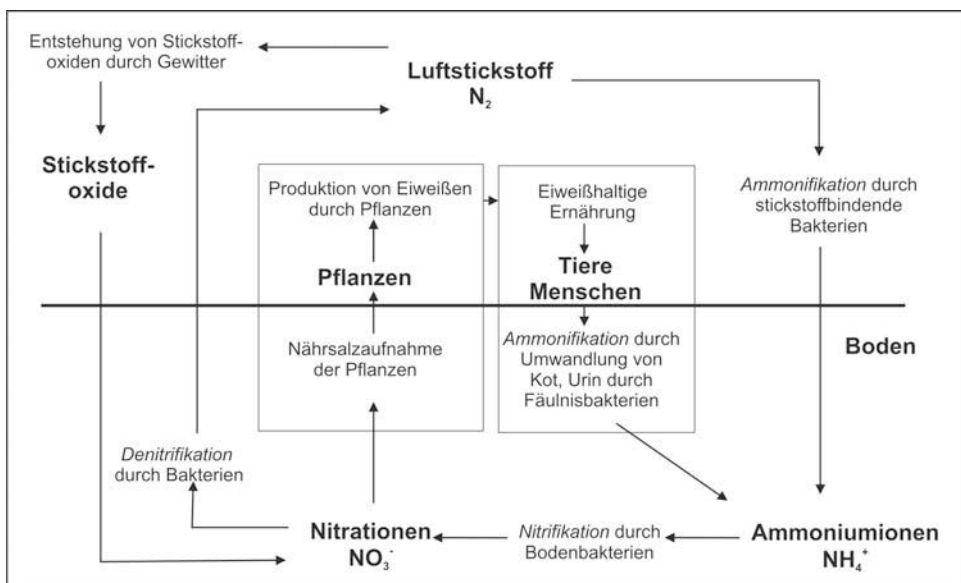 Entstehung von Stickstoff-
oxiden durch Gewitter
Luftstickstoff
N₂
Stickstoff-
oxide
Produktion von Eiweißen
durch Pflanzen
Eiweißhaltige
Ernährung
Ammonifikation durch
stickstoffbindende
Bakterien
Pflanzen
Tiere
Menschen
Boden
Nährsalzaufnahme
der Pflanzen
Ammonifikation durch
Umwandlung von
Kot, Urin durch
Fäulnisbakterien
Denitrifikation
durch Bakterien
Nitrationen
NO₃⁻
Nitrifikation durch
Bodenbakterien
Ammoniumionen
NH₄⁺